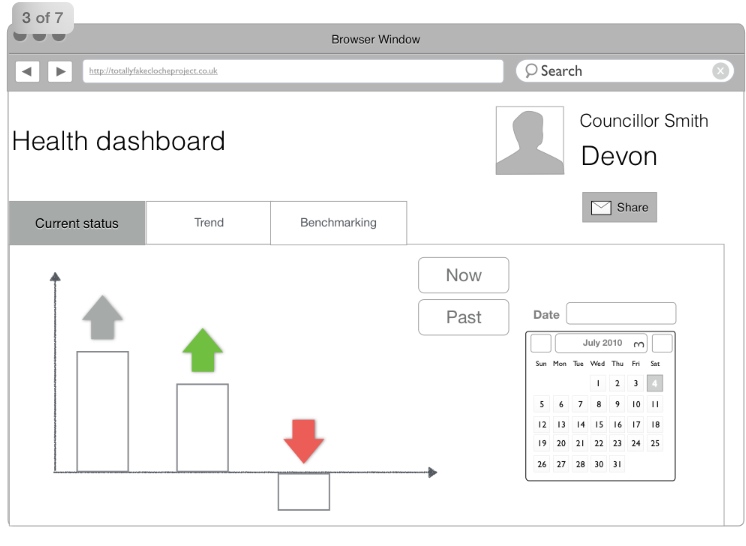 3 of 7
Browser Window
http://totallyfakeclocheproject.co.uk
Search
Health dashboard
Councillor Smith
Devon
Share
Current status
Trend
Benchmarking
Now
Past
Date
July 2010
Sun Mon Tue Wed Thu Fri Sat
1 2 3 4
5 6 7 8 9 10 11
12 13 14 15 16 17 18
19 20 21 22 23 24 25
26 27 28 30 31